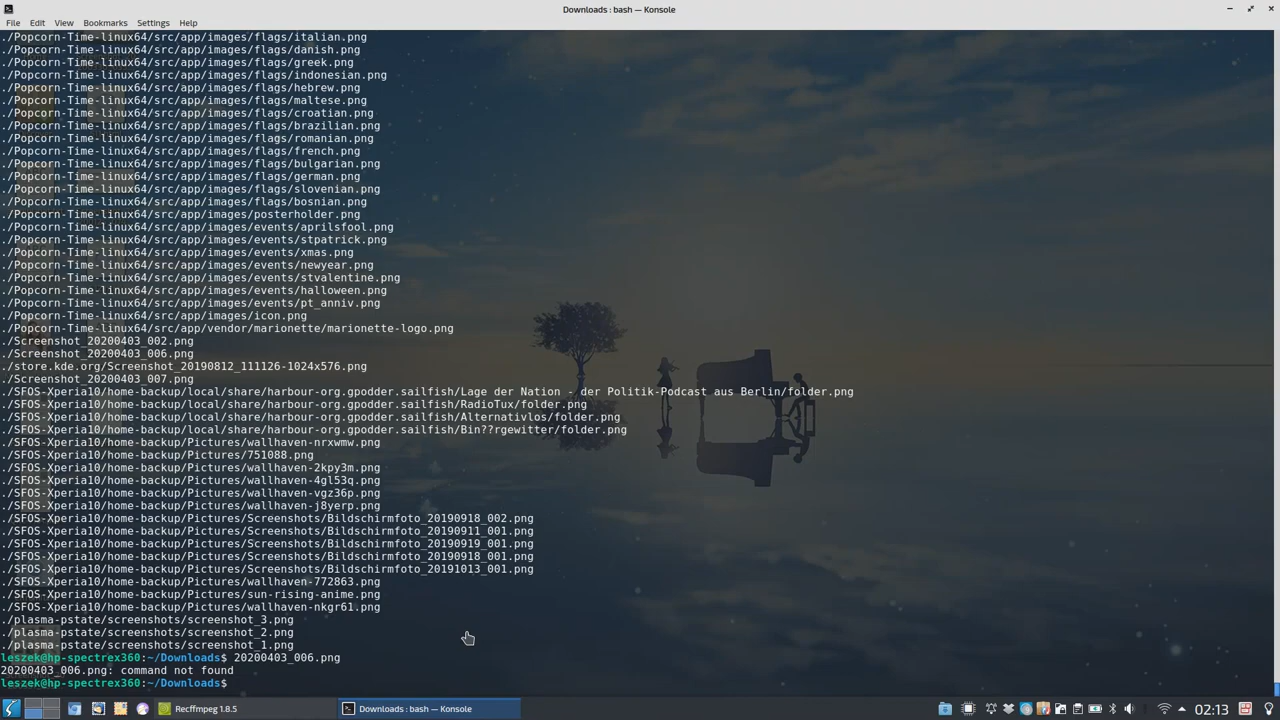 Downloads : bash — Konsole
File Edit View Bookmarks Settings Help
./Popcorn-Time-linux64/src/app/images/flags/italian.png
./Popcorn-Time-linux64/src/app/images/flags/danish.png
./Popcorn-Time-linux64/src/app/images/flags/greek.png
./Popcorn-Time-linux64/src/app/images/flags/indonesian.png
./Popcorn-Time-linux64/src/app/images/flags/hebrew.png
./Popcorn-Time-linux64/src/app/images/flags/maltese.png
./Popcorn-Time-linux64/src/app/images/flags/croatian.png
./Popcorn-Time-linux64/src/app/images/flags/brazilian.png
./Popcorn-Time-linux64/src/app/images/flags/romanian.png
./Popcorn-Time-linux64/src/app/images/flags/french.png
./Popcorn-Time-linux64/src/app/images/flags/bulgarian.png
./Popcorn-Time-linux64/src/app/images/flags/german.png
./Popcorn-Time-linux64/src/app/images/flags/slovenian.png
./Popcorn-Time-linux64/src/app/images/flags/bosnian.png
./Popcorn-Time-linux64/src/app/images/posterholder.png
./Popcorn-Time-linux64/src/app/images/events/aprilsfool.png
./Popcorn-Time-linux64/src/app/images/events/stpatrick.png
./Popcorn-Time-linux64/src/app/images/events/xmas.png
./Popcorn-Time-linux64/src/app/images/events/newyear.png
./Popcorn-Time-linux64/src/app/images/events/stvalentine.png
./Popcorn-Time-linux64/src/app/images/events/halloween.png
./Popcorn-Time-linux64/src/app/images/events/pt_anniv.png
./Popcorn-Time-linux64/src/app/images/icon.png
./Popcorn-Time-linux64/src/app/vendor/marionette/marionette-logo.png
./Screenshot_20200403_002.png
./Screenshot_20200403_006.png
./store.kde.org/Screenshot_20190812_111126-1024x576.png
./Screenshot_20200403_007.png
./SFOS-Xperia10/home-backup/local/share/harbour-org.gpodder.sailfish/Lage der Nation - der Politik-Podcast aus Berlin/folder.png
./SFOS-Xperia10/home-backup/local/share/harbour-org.gpodder.sailfish/RadioTux/folder.png
./SFOS-Xperia10/home-backup/local/share/harbour-org.gpodder.sailfish/Alternativlos/folder.png
./SFOS-Xperia10/home-backup/local/share/harbour-org.gpodder.sailfish/Bin??rgewitter/folder.png
./SFOS-Xperia10/home-backup/Pictures/wallhaven-nrxwmw.png
./SFOS-Xperia10/home-backup/Pictures/751088.png
./SFOS-Xperia10/home-backup/Pictures/wallhaven-2kpy3m.png
./SFOS-Xperia10/home-backup/Pictures/wallhaven-4gl53q.png
./SFOS-Xperia10/home-backup/Pictures/wallhaven-vgz36p.png
./SFOS-Xperia10/home-backup/Pictures/wallhaven-j8yerp.png
./SFOS-Xperia10/home-backup/Pictures/Screenshots/Bildschirmfoto_20190918_002.png
./SFOS-Xperia10/home-backup/Pictures/Screenshots/Bildschirmfoto_20190911_001.png
./SFOS-Xperia10/home-backup/Pictures/Screenshots/Bildschirmfoto_20190919_001.png
./SFOS-Xperia10/home-backup/Pictures/Screenshots/Bildschirmfoto_20190918_001.png
./SFOS-Xperia10/home-backup/Pictures/Screenshots/Bildschirmfoto_20191013_001.png
./SFOS-Xperia10/home-backup/Pictures/wallhaven-772863.png
./SFOS-Xperia10/home-backup/Pictures/sun-rising-anime.png
./SFOS-Xperia10/home-backup/Pictures/wallhaven-nkgr61.png
./plasma-pstate/screenshots/screenshot_3.png
./plasma-pstate/screenshots/screenshot_2.png
./plasma-pstate/screenshots/screenshot_1.png
leszek@hp-spectrex360:~/Downloads$ 20200403_006.png
20200403_006.png: command not found
leszek@hp-spectrex360:~/Downloads$
Recffmpeg 1.8.5 Downloads : bash — Konsole 02:13